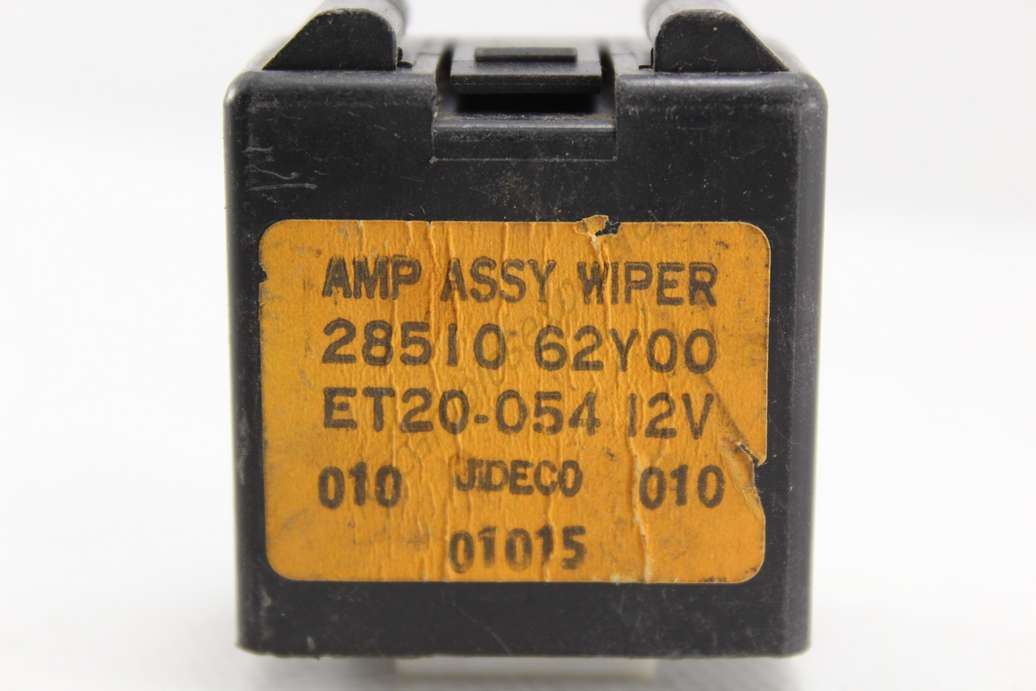 AMP ASSY WIPER
28510 62Y00
ET20-054 12V
010 JIDECO 010
01015